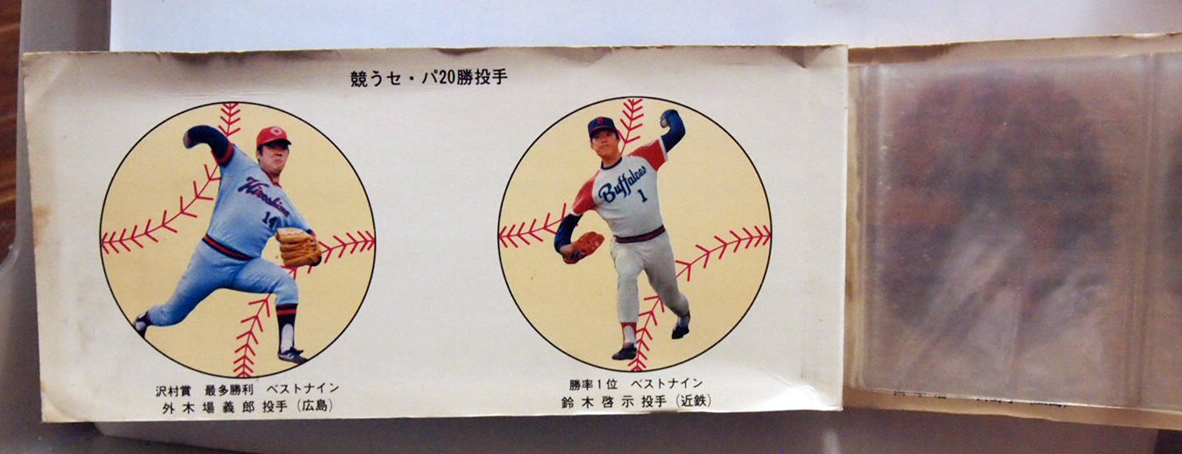 競うセ・パ20勝投手
Hiroshima
14
Buffaloes
1
沢村賞 最多勝利 ベストナイン
外木場義郎 投手（広島）
勝率1位 ベストナイン
鈴木啓示 投手（近鉄）